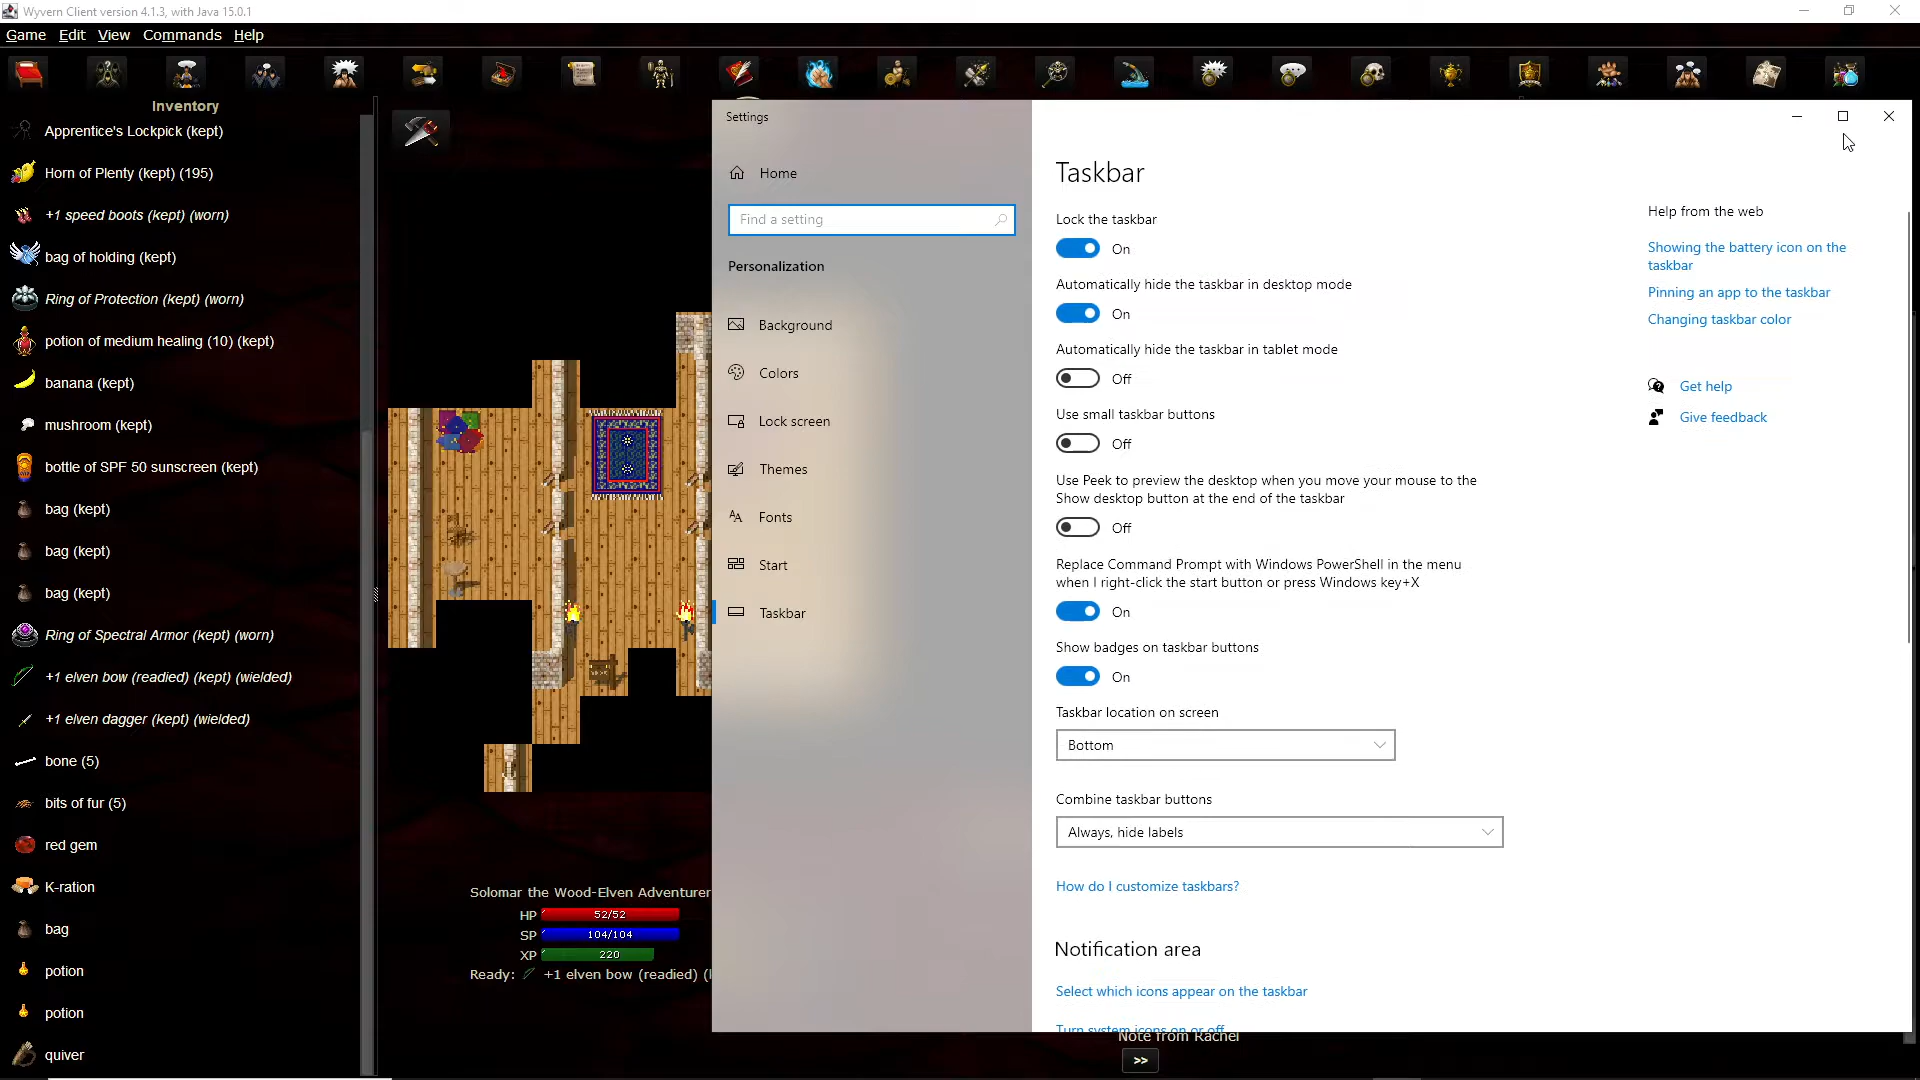 Wyvern Client version 4.1.3, with Java 15.0.1
Game Edit View Commands Help
Inventory
Apprentice's Lockpick (kept)
Horn of Plenty (kept) (195)
+1 speed boots (kept) (worn)
bag of holding (kept)
Ring of Protection (kept) (worn)
potion of medium healing (10) (kept)
banana (kept)
mushroom (kept)
bottle of SPF 50 sunscreen (kept)
bag (kept)
bag (kept)
bag (kept)
Ring of Spectral Armor (kept) (worn)
+1 elven bow (readied) (kept) (wielded)
+1 elven dagger (kept) (wielded)
bone (5)
bits of fur (5)
red gem
K-ration
bag
potion
potion
quiver
Solomar the Wood-Elven Adventurer
HP 52/52
SP 104/104
XP 220
Ready: +1 elven bow (readied) (
Settings
Home
Find a setting
Personalization
Background
Colors
Lock screen
Themes
Fonts
Start
Taskbar
Taskbar
Lock the taskbar
On
Automatically hide the taskbar in desktop mode
On
Automatically hide the taskbar in tablet mode
Off
Use small taskbar buttons
Off
Use Peek to preview the desktop when you move your mouse to the
Show desktop button at the end of the taskbar
Off
Replace Command Prompt with Windows PowerShell in the menu
when I right-click the start button or press Windows key+X
On
Show badges on taskbar buttons
On
Taskbar location on screen
Bottom
Combine taskbar buttons
Always, hide labels
How do I customize taskbars?
Notification area
Select which icons appear on the taskbar
Turn system icons on or off
Help from the web
Showing the battery icon on the
taskbar
Pinning an app to the taskbar
Changing taskbar color
Get help
Give feedback
Note from Rachel
>>